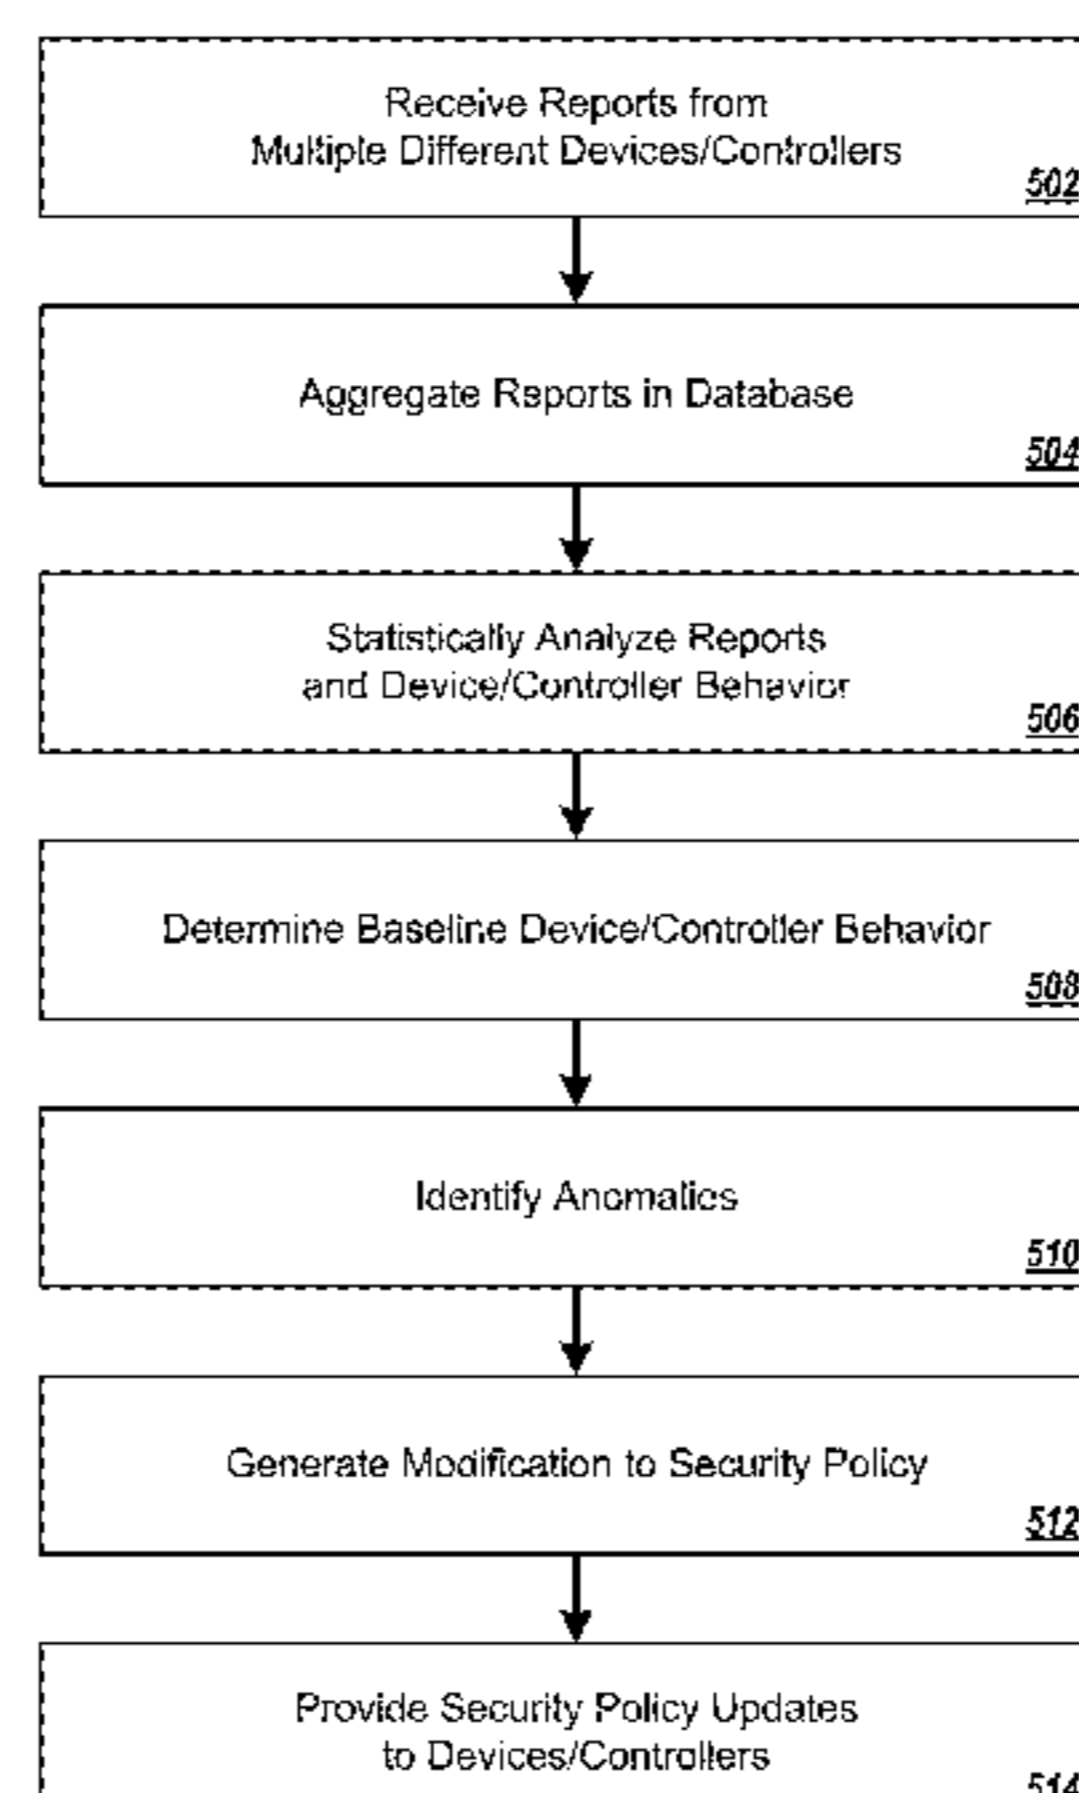 Receive Reports from
Multiple Different Devices/Controllers
502
Aggregate Reports in Database
504
Statistically Analyze Reports
and Device/Controller Behavior
506
Determine Baseline Device/Controller Behavior
508
Identify Anomalies
510
Generate Modification to Security Policy
512
Provide Security Policy Updates
to Devices/Controllers
514